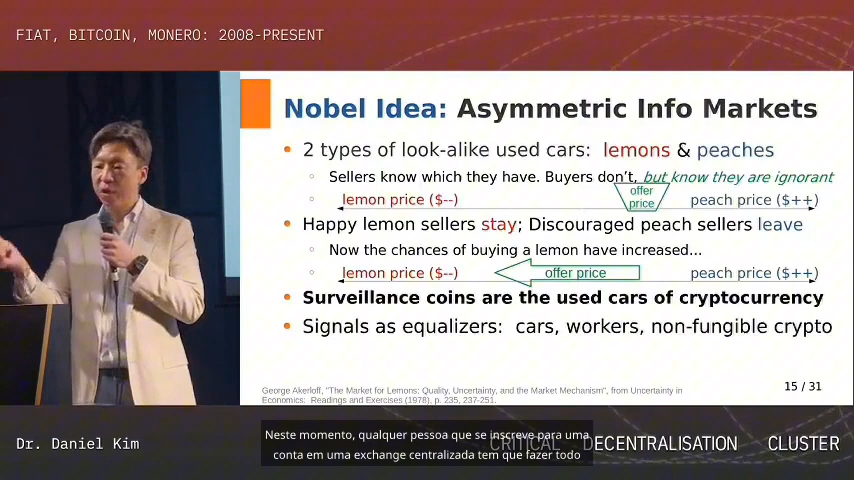 FIAT, BITCOIN, MONERO: 2008-PRESENT
Nobel Idea: Asymmetric Info Markets
2 types of look-alike used cars: lemons & peaches
Sellers know which they have. Buyers don't, but know they are ignorant
offer
price
lemon price ($--) peach price ($++)
Happy lemon sellers stay; Discouraged peach sellers leave
Now the chances of buying a lemon have increased...
lemon price ($--) offer price peach price ($++)
Surveillance coins are the used cars of cryptocurrency
Signals as equalizers: cars, workers, non-fungible crypto
George Akerloff, "The Market for Lemons: Quality, Uncertainty, and the Market Mechanism", from Uncertainty in
Economics: Readings and Exercises (1978), p. 235, 237-251.
15 / 31
Dr. Daniel Kim
CRITICAL DECENTRALISATION CLUSTER
Neste momento, qualquer pessoa que se inscreve para uma
conta em uma exchange centralizada tem que fazer todo